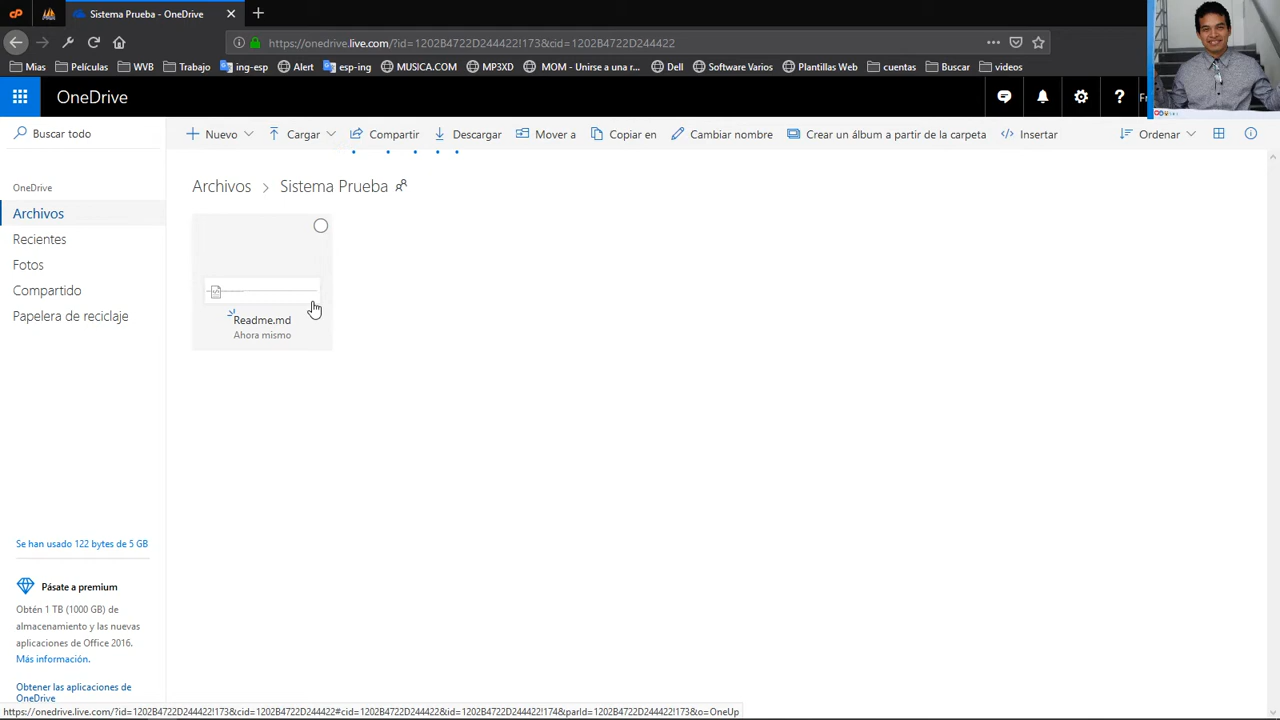 Sistema Prueba - OneDrive
https://onedrive.live.com/?id=1202B4722D244422!173&cid=1202B4722D244422
Mias Películas WVB Trabajo ing-esp Alert esp-ing MUSICA.COM MP3XD MOM - Unirse a una r... Dell Software Varios Plantillas Web cuentas Buscar videos
OneDrive ?
Buscar todo
Nuevo Cargar Compartir Descargar Mover a Copiar en Cambiar nombre Crear un álbum a partir de la carpeta Insertar Ordenar
Archivos > Sistema Prueba
OneDrive
Archivos
Recientes
Fotos
Compartido
Papelera de reciclaje
Readme.md
Ahora mismo
Se han usado 122 bytes de 5 GB
Pásate a premium
Obtén 1 TB (1000 GB) de
almacenamiento y las nuevas
aplicaciones de Office 2016.
Más información.
Obtener las aplicaciones de
OneDrive
https://onedrive.live.com/?id=1202B4722D244422!173&cid=1202B4722D244422#cid=1202B4722D244422&id=1202B4722D244422!174&parId=1202B4722D244422!173&o=OneUp